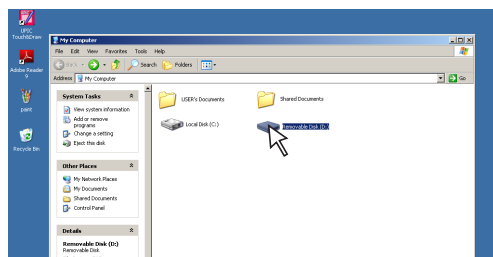 UPIC
Touch&Draw
Adobe Reader
9
paint
Recycle Bin
My Computer
File Edit View Favorites Tools Help
Back Search Folders
Address My Computer Go
System Tasks
View system information
Add or remove
programs
Change a setting
Eject this disk
Other Places
My Network Places
My Documents
Shared Documents
Control Panel
Details
Removable Disk (D:)
Removable Disk
USER's Documents
Shared Documents
Local Disk (C:)
Removable Disk (D:)